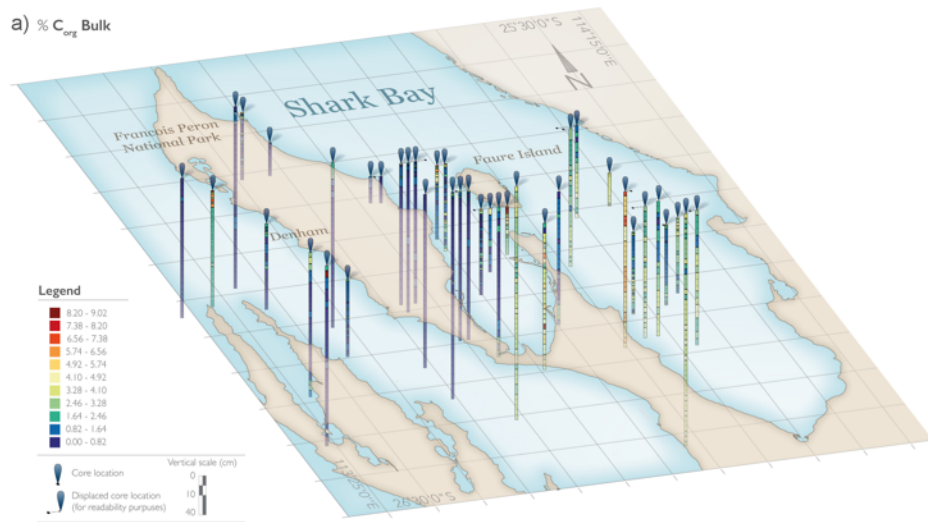 a) % Corg Bulk
25°30'0"S
114°15'0"E
N
Shark Bay
Francois Peron
National Park
Faure Island
Denham
Legend
8.20 - 9.02
7.38 - 8.20
6.56 - 7.38
5.74 - 6.56
4.92 - 5.74
4.10 - 4.92
3.28 - 4.10
2.46 - 3.28
1.64 - 2.46
0.82 - 1.64
0.00 - 0.82
Core location
Displaced core location
(for readability purposes)
Vertical scale (cm)
0
10
40
26°30'0"S